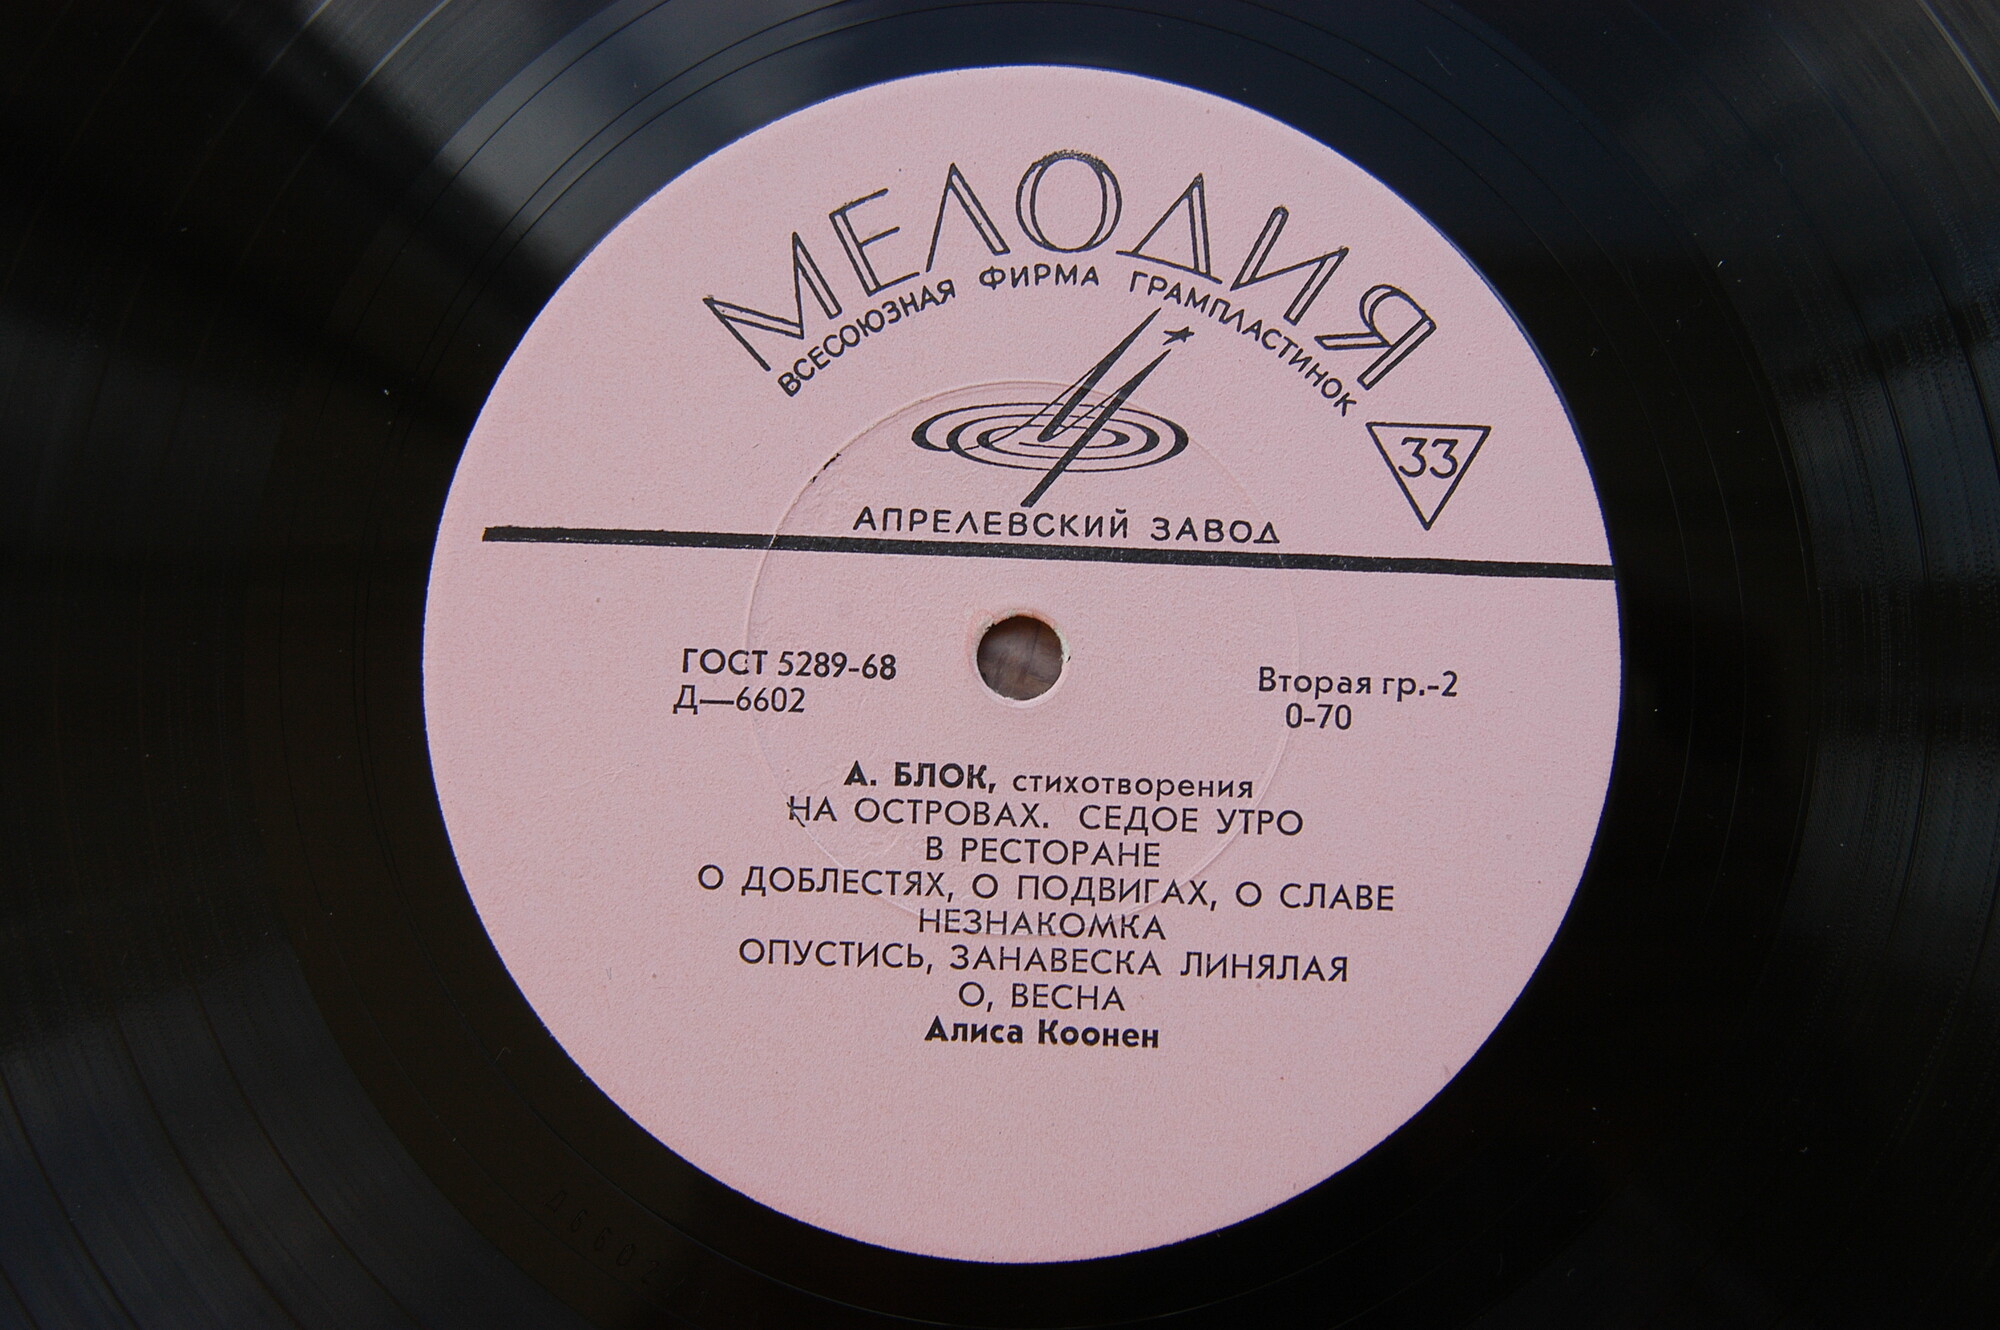 МЕЛОДИЯ
ВСЕСОЮЗНАЯ ФИРМА ГРАМПЛАСТИНОК
33
АПРЕЛЕВСКИЙ ЗАВОД
ГОСТ 5289-68
Д—6602
Вторая гр.-2
0-70
А. БЛОК, стихотворения
НА ОСТРОВАХ. СЕДОЕ УТРО
В РЕСТОРАНЕ
О ДОБЛЕСТЯХ, О ПОДВИГАХ, О СЛАВЕ
НЕЗНАКОМКА
ОПУСТИСЬ, ЗАНАВЕСКА ЛИНЯЛАЯ
О, ВЕСНА
Алиса Коонен